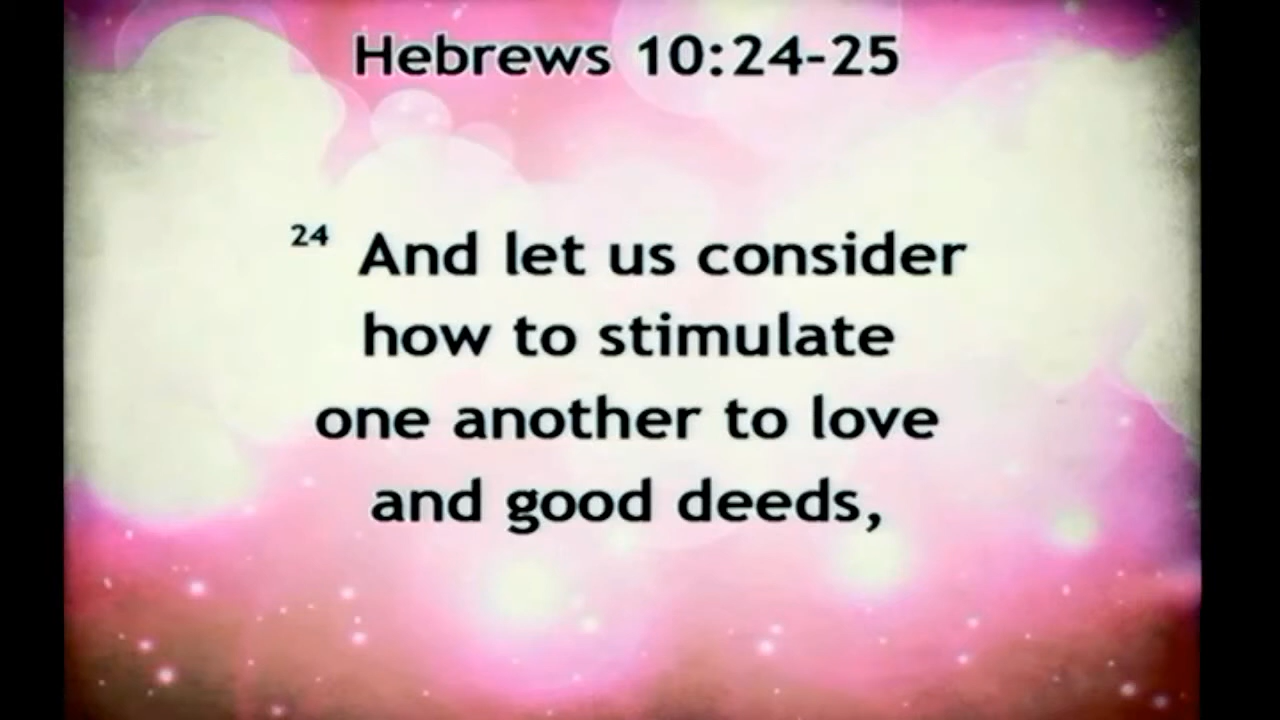 Hebrews 10:24-25
24 And let us consider
how to stimulate
one another to love
and good deeds,